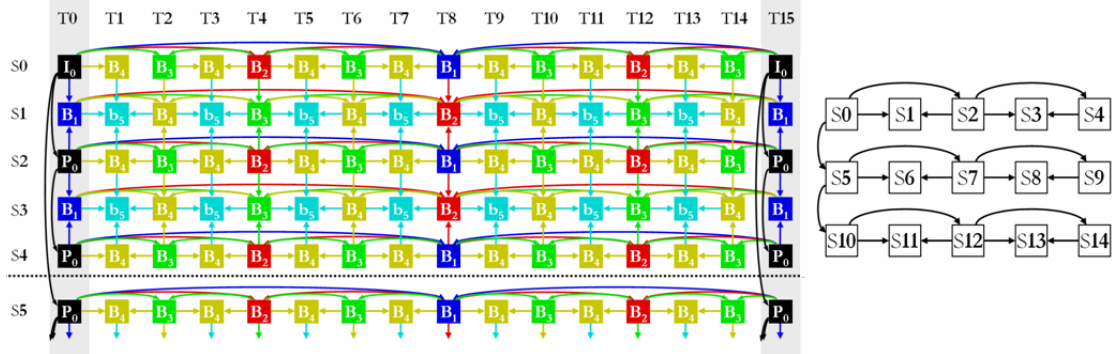 T0 T1 T2 T3 T4 T5 T6 T7 T8 T9 T10 T11 T12 T13 T14 T15
S0 I0 B4 B3 B4 B2 B4 B3 B4 B1 B4 B3 B4 B2 B4 B3 I0
S1 B1 b5 B4 b5 B3 b5 B4 b5 B2 b5 B4 b5 B3 b5 B4 B1
S2 P0 B4 B3 B4 B2 B4 B3 B4 B1 B4 B3 B4 B2 B4 B3 P0
S3 B1 b5 B4 b5 B3 b5 B4 b5 B2 b5 B4 b5 B3 b5 B4 B1
S4 P0 B4 B3 B4 B2 B4 B3 B4 B1 B4 B3 B4 B2 B4 B3 P0
S5 P0 B4 B3 B4 B2 B4 B3 B4 B1 B4 B3 B4 B2 B4 B3 P0
S0 S1 S2 S3 S4
S5 S6 S7 S8 S9
S10 S11 S12 S13 S14